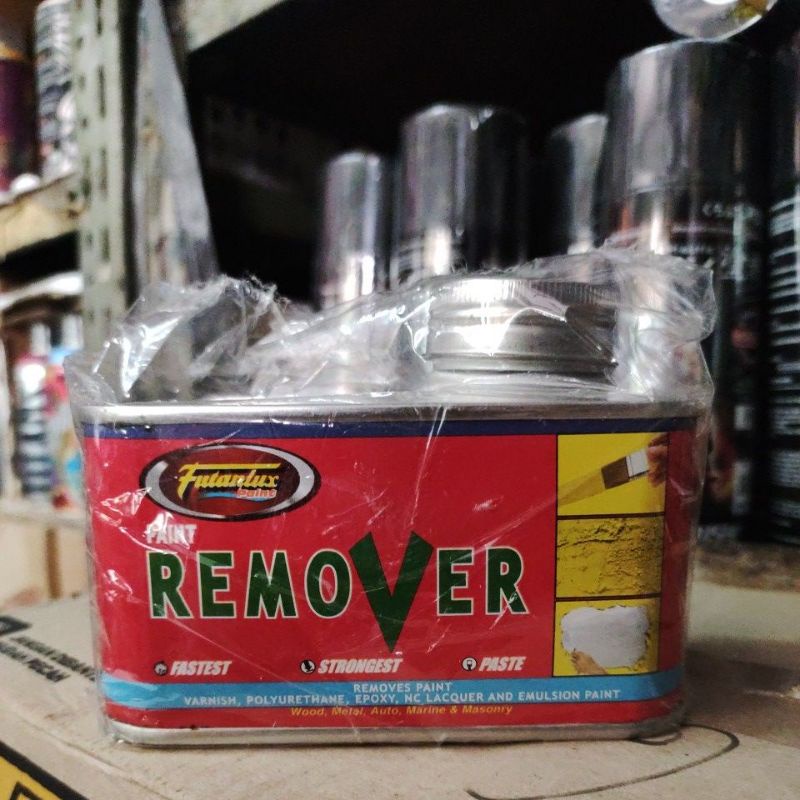 Futanlux
Paint
PAINT
REMOVER
FASTEST STRONGEST PASTE
REMOVES PAINT
VARNISH, POLYURETHANE, EPOXY, NC LACQUER AND EMULSION PAINT
Wood, Metal, Auto, Marine & Masonry